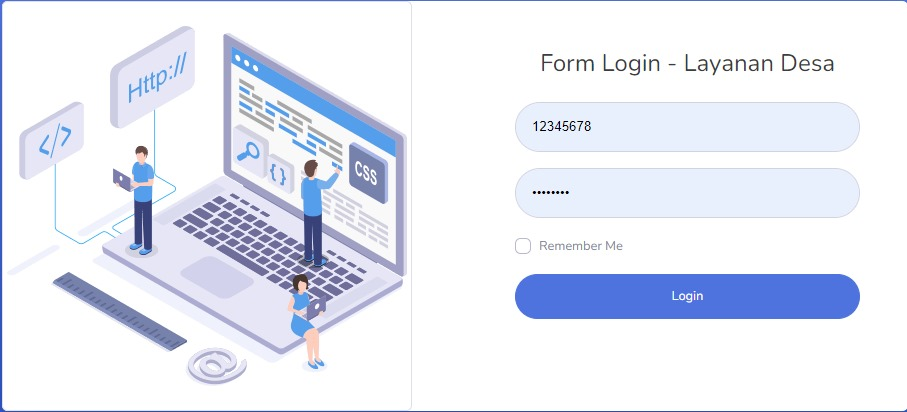 Http://
</>
{}
CSS
@
Form Login - Layanan Desa
12345678
••••••••
Remember Me
Login